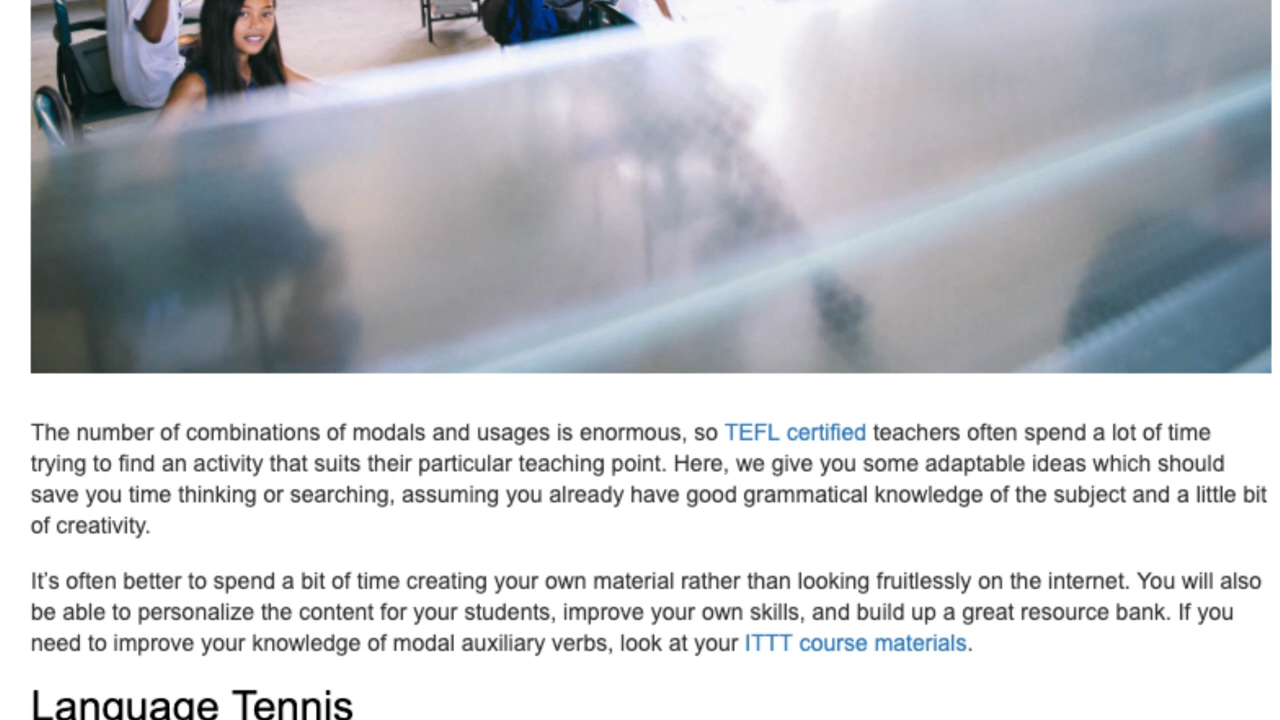 The number of combinations of modals and usages is enormous, so TEFL certified teachers often spend a lot of time
trying to find an activity that suits their particular teaching point. Here, we give you some adaptable ideas which should
save you time thinking or searching, assuming you already have good grammatical knowledge of the subject and a little bit
of creativity.
It’s often better to spend a bit of time creating your own material rather than looking fruitlessly on the internet. You will also
be able to personalize the content for your students, improve your own skills, and build up a great resource bank. If you
need to improve your knowledge of modal auxiliary verbs, look at your ITTT course materials.
Language Tennis